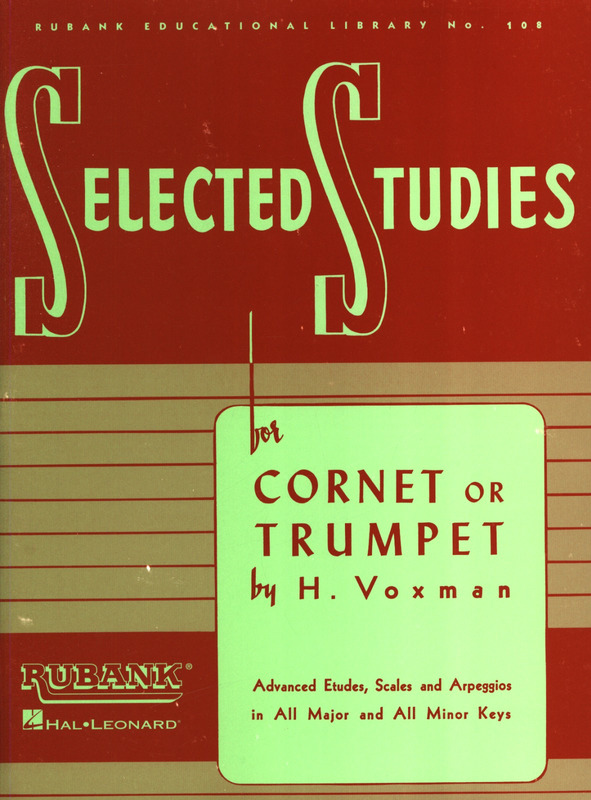 RUBANK EDUCATIONAL LIBRARY No. 108
SELECTED STUDIES
for
CORNET OR
TRUMPET
by H. Voxman
Advanced Etudes, Scales and Arpeggios
in All Major and All Minor Keys
RUBANK®
HAL•LEONARD®